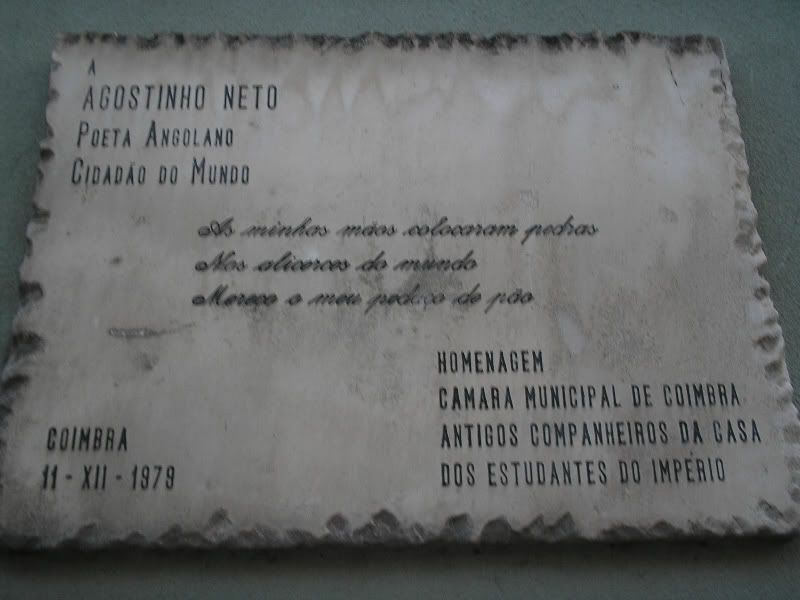 A
AGOSTINHO NETO
POETA ANGOLANO
CIDADÃO DO MUNDO
As minhas mãos colocaram pedras
Nos alicerces do mundo
Mereço o meu pedaço de pão
HOMENAGEM
CAMARA MUNICIPAL DE COIMBRA
ANTIGOS COMPANHEIROS DA CASA
DOS ESTUDANTES DO IMPÉRIO
COIMBRA
11 - XII - 1979